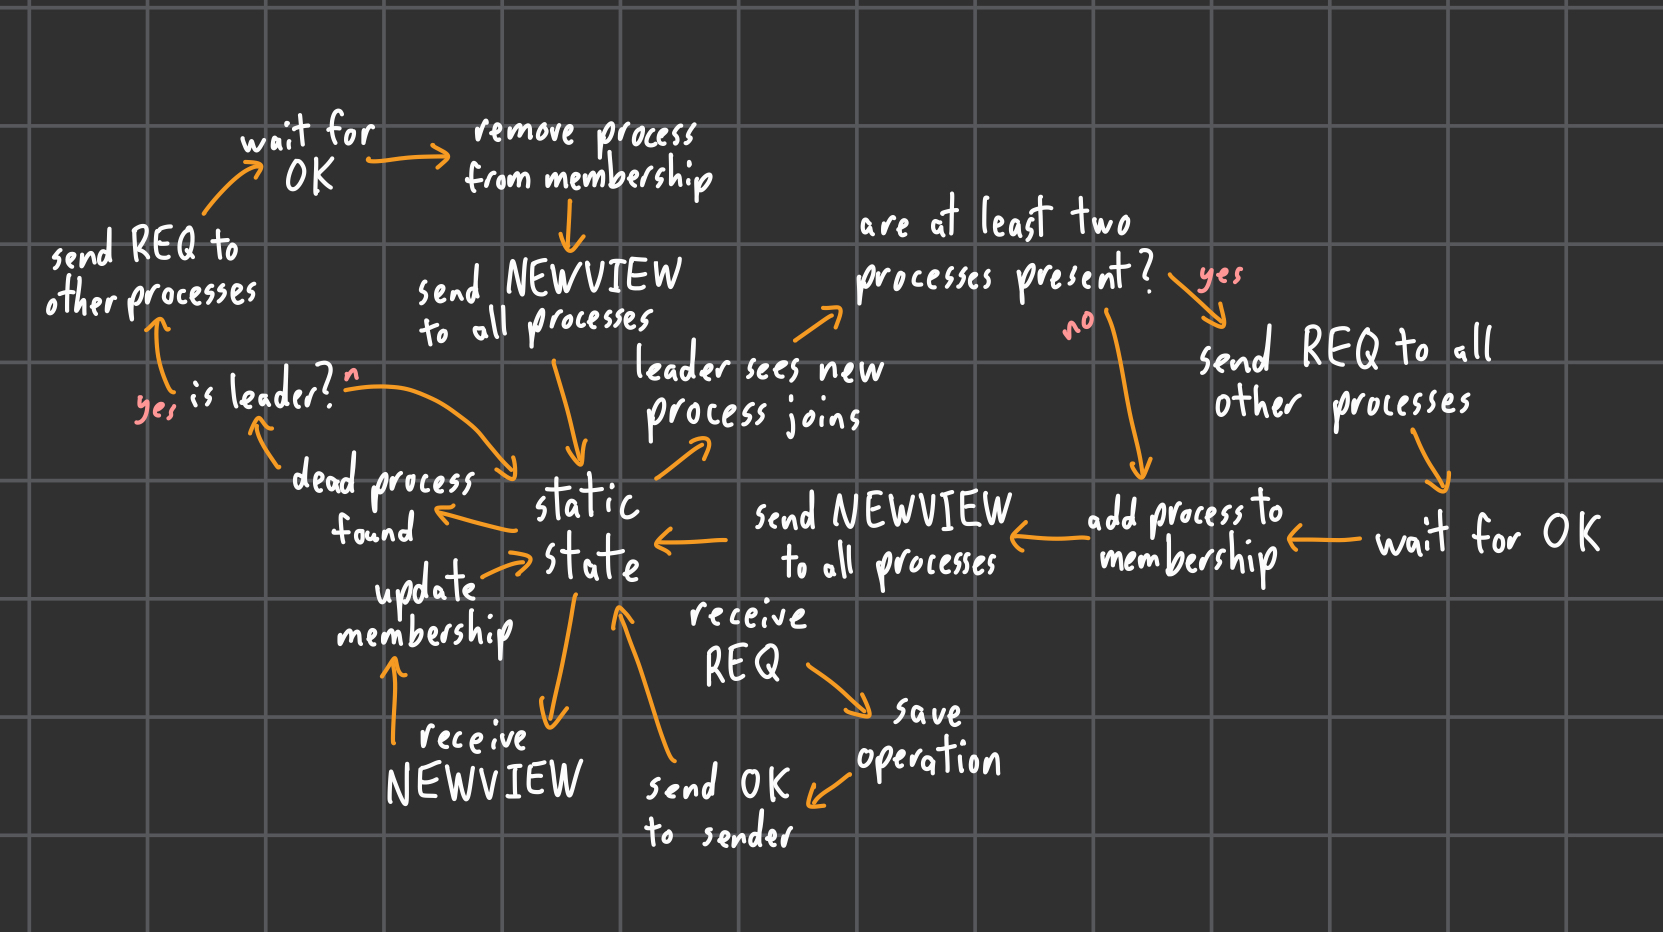 wait for
OK
remove process
from membership
send REQ to
other processes
send NEWVIEW
to all processes
are at least two
processes present?
yes
no
send REQ to all
other processes
leader sees new
process joins
yes
is leader?
n
dead process
found
static
state
send NEWVIEW
to all processes
add process to
membership
wait for OK
update
membership
receive
REQ
save
operation
receive
NEWVIEW
send OK
to sender